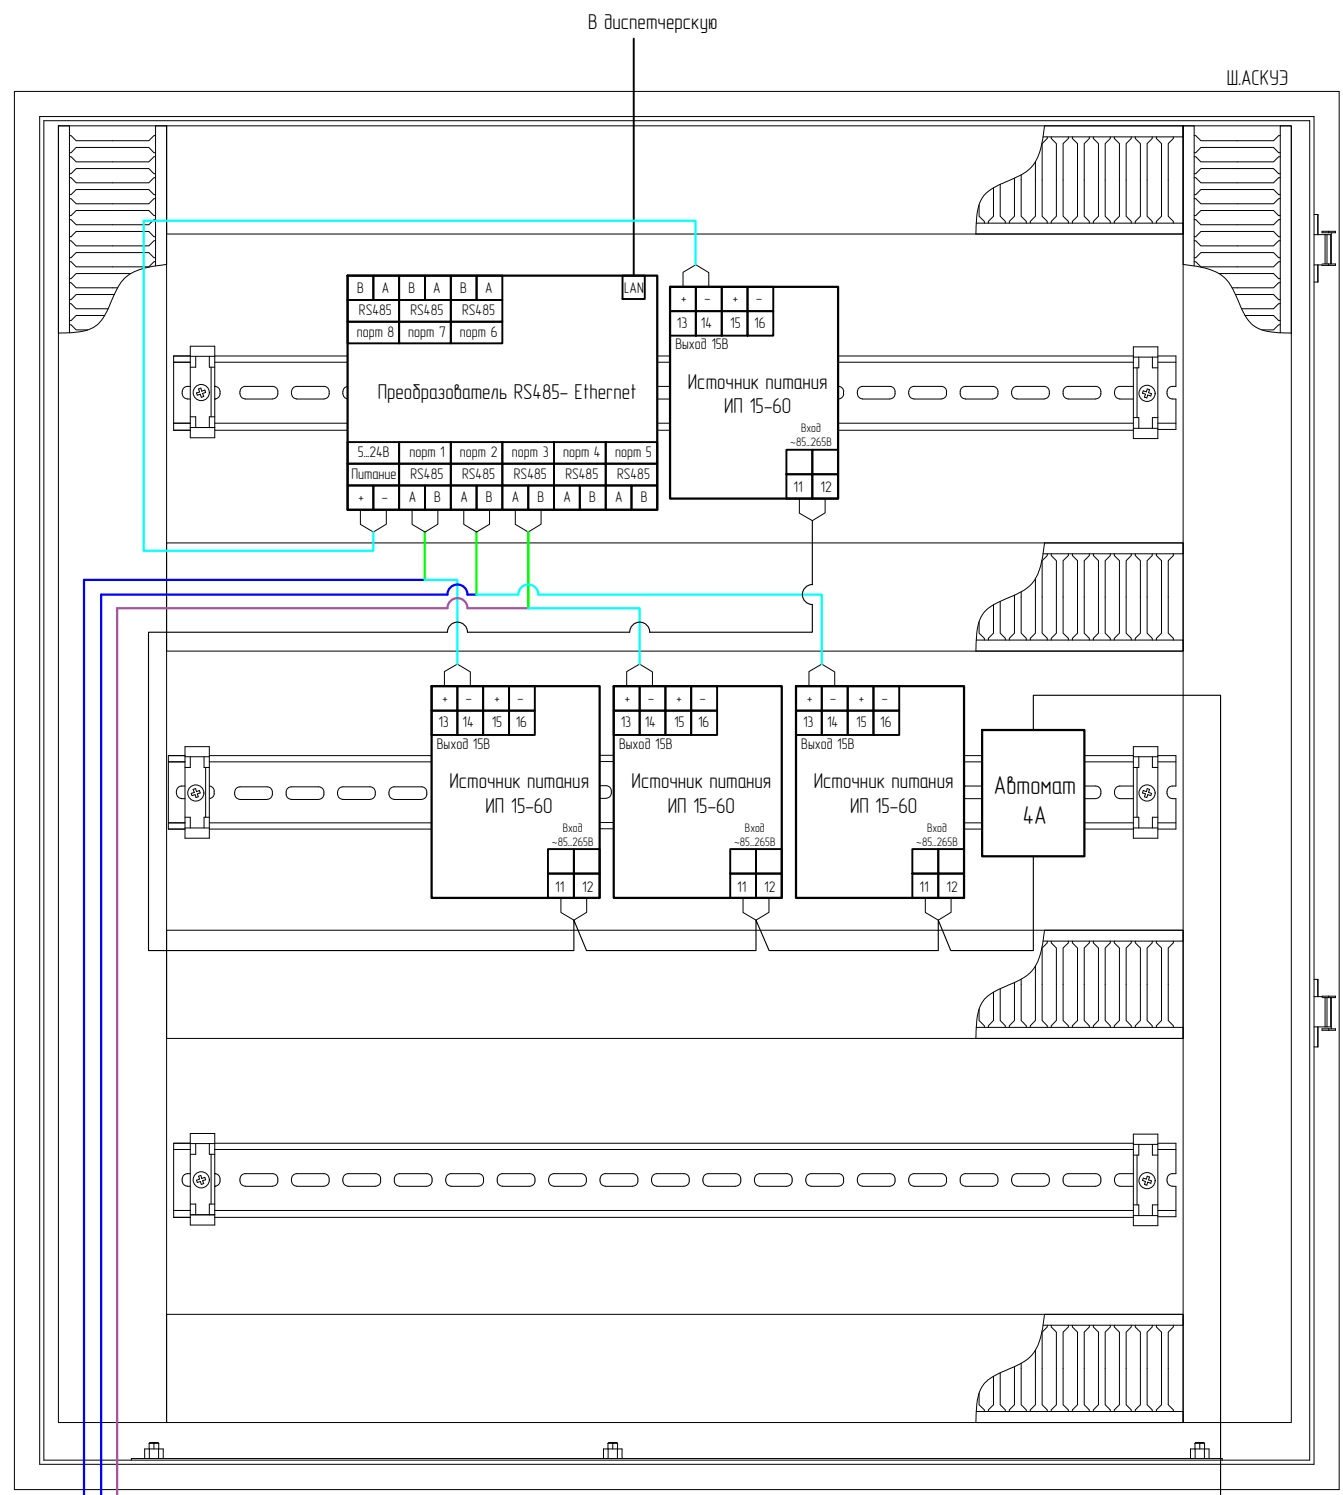 В диспетчерскую
Ш.АСКУЭ
В А В А В А
RS485 RS485 RS485
порт 8 порт 7 порт 6
LAN
Преобразователь RS485- Ethernet
5...24В порт 1 порт 2 порт 3 порт 4 порт 5
Питание RS485 RS485 RS485 RS485 RS485
+ - А В А В А В А В А В
+ - + -
13 14 15 16
Выход 15В
Источник питания
ИП 15-60
Вход
~85...265В
11 12
+ - + -
13 14 15 16
Выход 15В
Источник питания
ИП 15-60
Вход
~85...265В
11 12
+ - + -
13 14 15 16
Выход 15В
Источник питания
ИП 15-60
Вход
~85...265В
11 12
+ - + -
13 14 15 16
Выход 15В
Источник питания
ИП 15-60
Вход
~85...265В
11 12
Автомат
4А